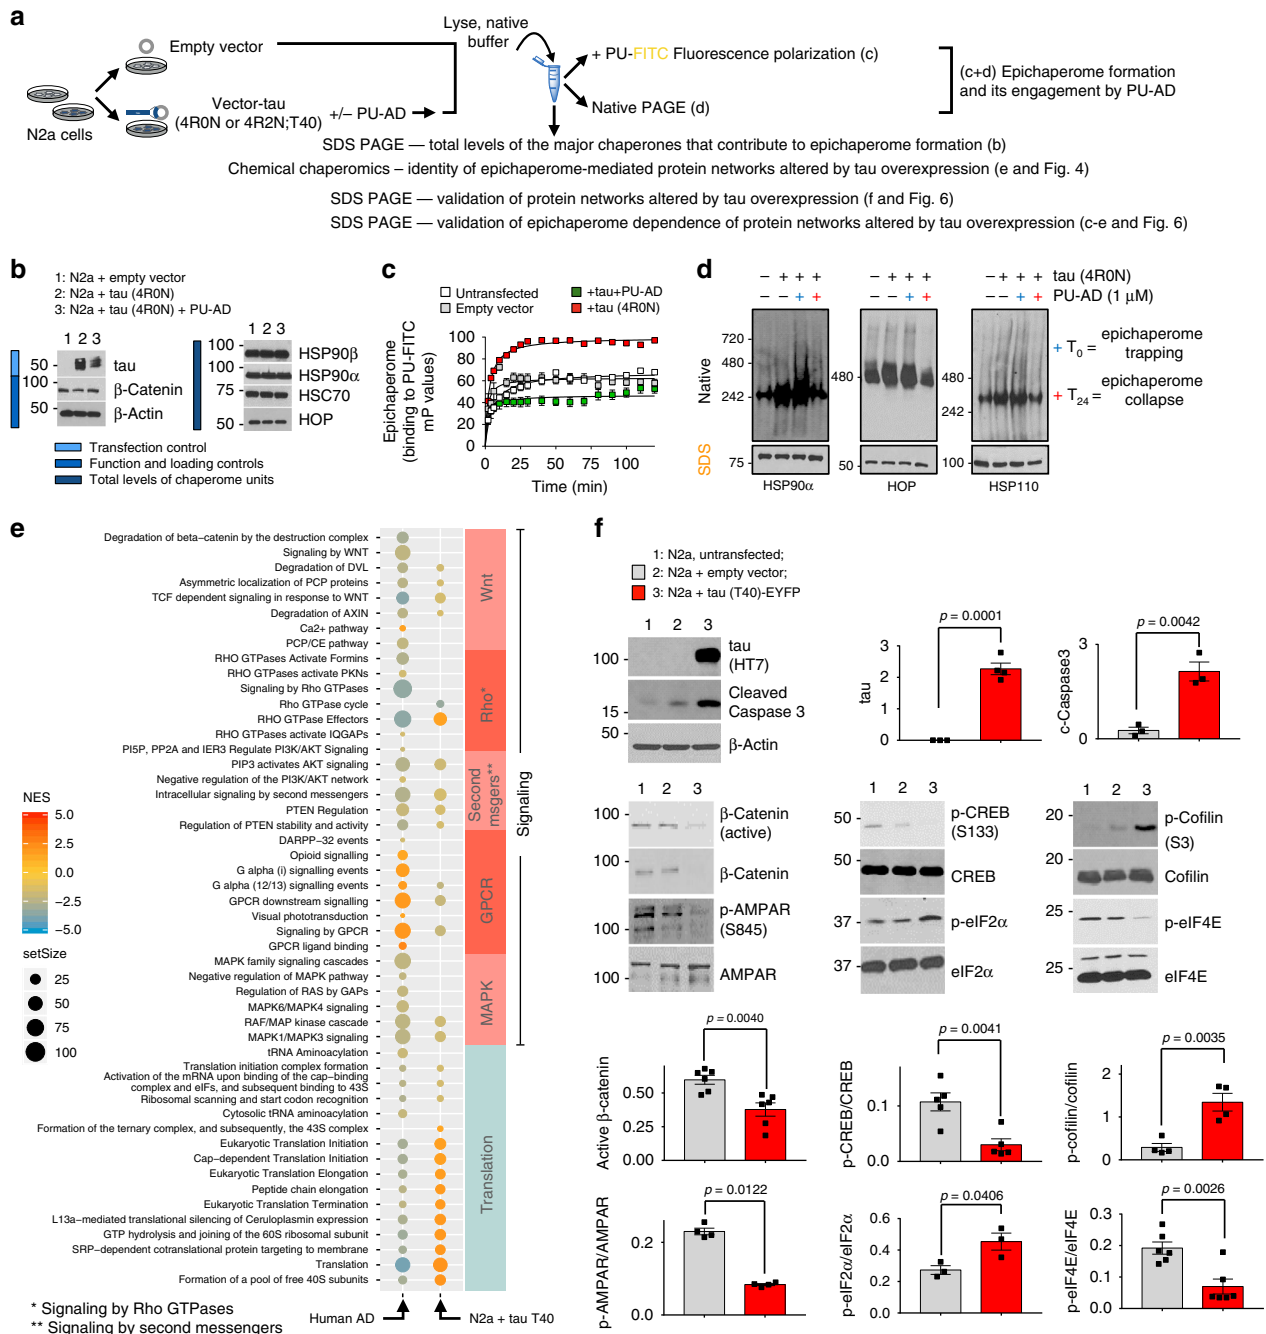 a
Empty vector
N2a cells
Vector-tau
(4R0N or 4R2N;T40)
+/– PU-AD
Lyse, native
buffer
+ PU-FITC Fluorescence polarization (c)
Native PAGE (d)
(c+d) Epichaperome formation
and its engagement by PU-AD
SDS PAGE — total levels of the major chaperones that contribute to epichaperome formation (b)
Chemical chaperomics – identity of epichaperome-mediated protein networks altered by tau overexpression (e and Fig. 4)
SDS PAGE — validation of protein networks altered by tau overexpression (f and Fig. 6)
SDS PAGE — validation of epichaperome dependence of protein networks altered by tau overexpression (c-e and Fig. 6)
b
1: N2a + empty vector
2: N2a + tau (4R0N)
3: N2a + tau (4R0N) + PU-AD
1 2 3
50
tau
100
β-Catenin
50
β-Actin
1 2 3
100
HSP90β
100
HSP90α
75
HSC70
50
HOP
Transfection control
Function and loading controls
Total levels of chaperome units
c
Untransfected
Empty vector
+tau+PU-AD
+tau (4R0N)
Epichaperome
(binding to PU-FITC
mP values)
100
80
60
40
20
0
0 25 50 75 100
Time (min)
d
– + + +
– + + +
– + + +
tau (4R0N)
– – + +
– – + +
– – + +
PU-AD (1 μM)
Native
720
480
242
480
480
242
+ T0 = epichaperome
trapping
+ T24 = epichaperome
collapse
SDS
75
50
100
HSP90α
HOP
HSP110
e
Degradation of beta–catenin by the destruction complex
Signaling by WNT
Degradation of DVL
Asymmetric localization of PCP proteins
TCF dependent signaling in response to WNT
Degradation of AXIN
Ca2+ pathway
PCP/CE pathway
RHO GTPases Activate Formins
RHO GTPases activate PKNs
Signaling by Rho GTPases
Rho GTPase cycle
RHO GTPase Effectors
RHO GTPases activate IQGAPs
PI5P, PP2A and IER3 Regulate PI3K/AKT Signaling
PIP3 activates AKT signaling
Negative regulation of the PI3K/AKT network
Intracellular signaling by second messengers
PTEN Regulation
Regulation of PTEN stability and activity
DARPP–32 events
Opioid signalling
G alpha (i) signalling events
G alpha (12/13) signalling events
GPCR downstream signalling
Visual phototransduction
Signaling by GPCR
GPCR ligand binding
MAPK family signaling cascades
Negative regulation of MAPK pathway
Regulation of RAS by GAPs
MAPK6/MAPK4 signaling
RAF/MAP kinase cascade
MAPK1/MAPK3 signaling
tRNA Aminoacylation
Translation initiation complex formation
Activation of the mRNA upon binding of the cap–binding
complex and eIFs, and subsequent binding to 43S
Ribosomal scanning and start codon recognition
Cytosolic tRNA aminoacylation
Formation of the ternary complex, and subsequently, the 43S complex
Eukaryotic Translation Initiation
Cap–dependent Translation Initiation
Eukaryotic Translation Elongation
Peptide chain elongation
Eukaryotic Translation Termination
L13a–mediated translational silencing of Ceruloplasmin expression
GTP hydrolysis and joining of the 60S ribosomal subunit
SRP–dependent cotranslational protein targeting to membrane
Translation
Formation of a pool of free 40S subunits
Wnt
Rho*
Second
msgers**
GPCR
MAPK
Translation
Signaling
NES
5.0
2.5
0.0
−2.5
−5.0
setSize
25
50
75
100
* Signaling by Rho GTPases
** Signaling by second messengers
Human AD
N2a + tau T40
f
1: N2a, untransfected;
2: N2a + empty vector;
3: N2a + tau (T40)-EYFP
1 2 3
100
tau
(HT7)
15
Cleaved
Caspase 3
50
β-Actin
p = 0.0001
tau
3
2
1
0
p = 0.0042
c-Caspase3
3
0
1 2 3
100
β-Catenin
(active)
100
β-Catenin
100
p-AMPAR
(S845)
100
AMPAR
1 2 3
50
p-CREB
(S133)
50
CREB
37
p-eIF2α
37
eIF2α
1 2 3
20
p-Cofilin
(S3)
20
Cofilin
25
p-eIF4E
25
eIF4E
p = 0.0040
Active β-catenin
0.50
0.25
0.00
p = 0.0041
p-CREB/CREB
0.1
0.0
p = 0.0035
p-cofilin/cofilin
2
1
0
p = 0.0122
p-AMPAR/AMPAR
0.2
0.0
p = 0.0406
p-eIF2α/eIF2α
0.6
0.4
0.2
0.0
p = 0.0026
p-eIF4E/eIF4E
0.3
0.2
0.1
0.0